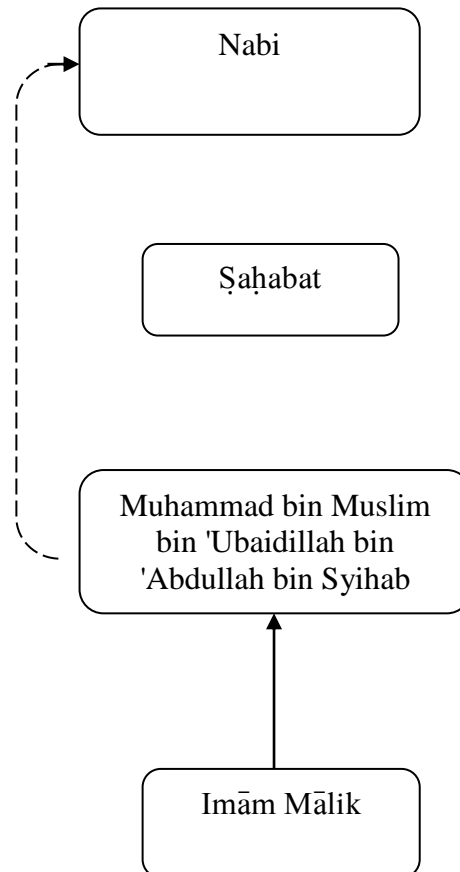 Nabi
Ṣaḥabat
Muhammad bin Muslim
bin 'Ubaidillah bin
'Abdullah bin Syihab
Imām Mālik